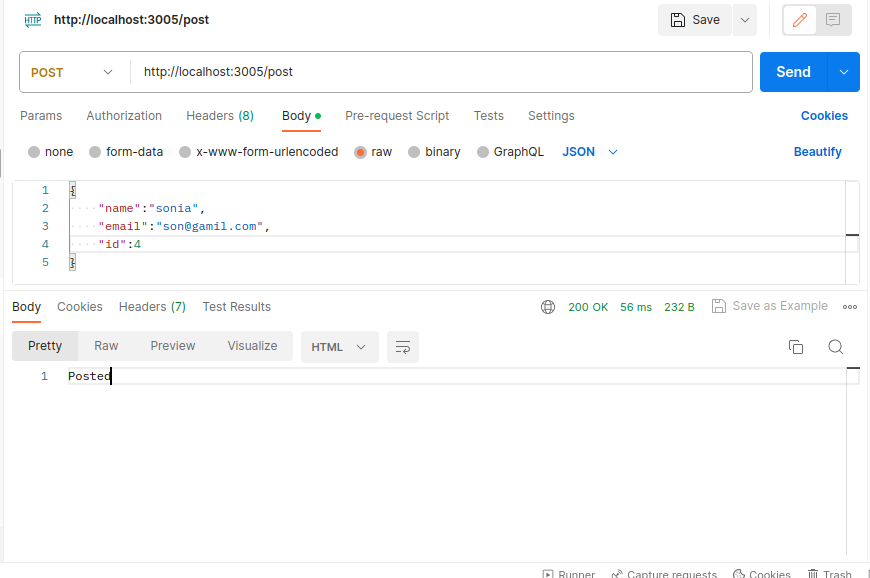 HTTP http://localhost:3005/post Save
POST http://localhost:3005/post Send
Params Authorization Headers (8) Body Pre-request Script Tests Settings Cookies
none form-data x-www-form-urlencoded raw binary GraphQL JSON Beautify
1 {
2 "name":"sonia",
3 "email":"son@gamil.com",
4 "id":4
5 }
Body Cookies Headers (7) Test Results 200 OK 56 ms 232 B Save as Example
Pretty Raw Preview Visualize HTML
1 Posted
Runner Capture requests Cookies Trash